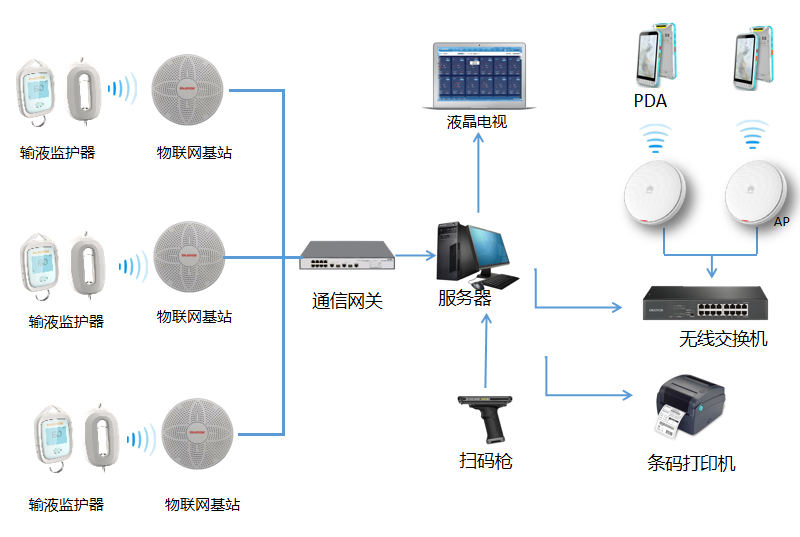 PDA
液晶电视
输液监护器
物联网基站
AP
服务器
通信网关
输液监护器
物联网基站
无线交换机
扫码枪
条码打印机
输液监护器
物联网基站